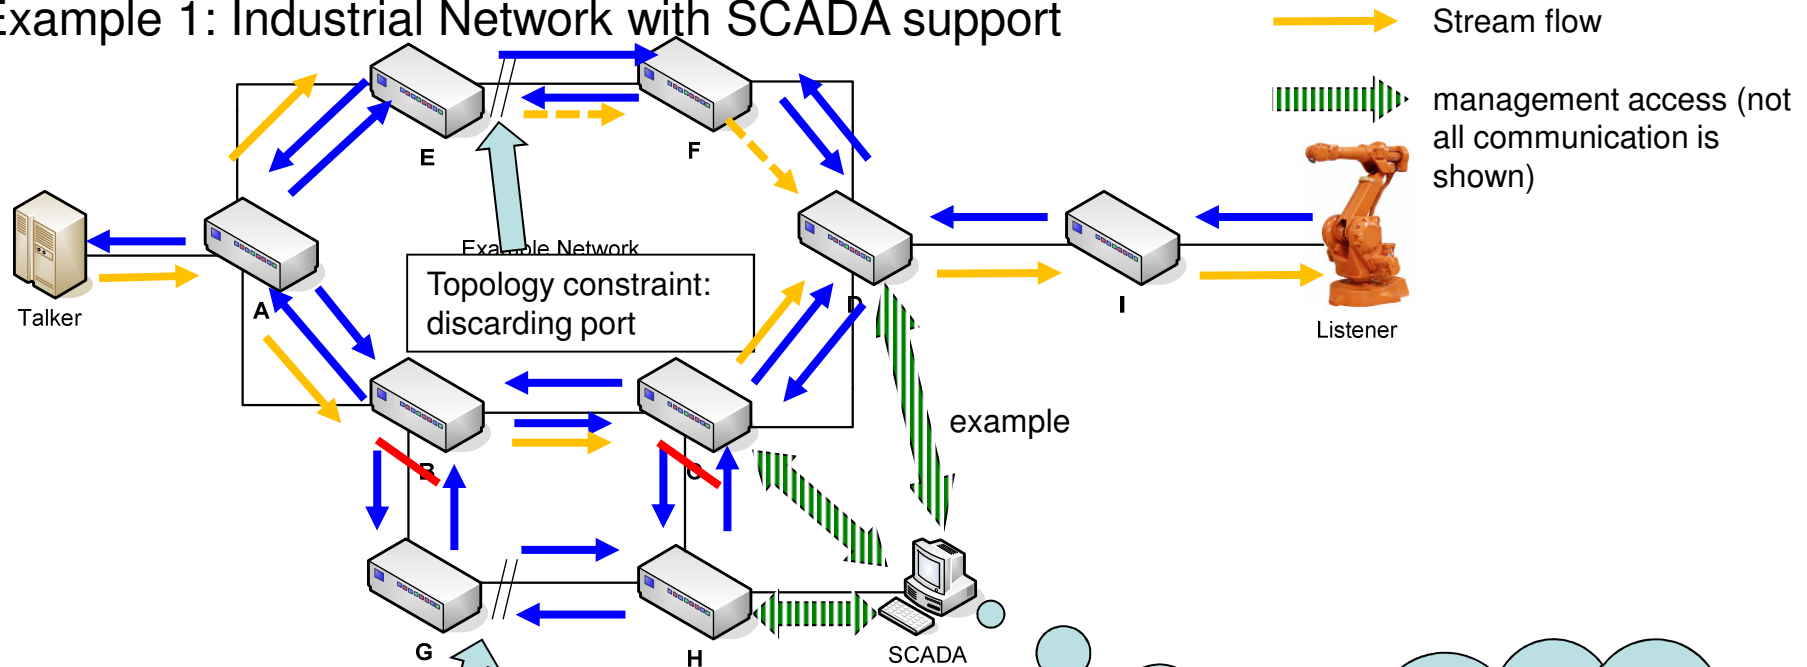 Example 1: Industrial Network with SCADA support
Stream flow
management access (not
all communication is
shown)
E
F
Example Network
Topology constraint:
discarding port
Talker
A
D
I
Listener
example
B
C
G
H
SCADA